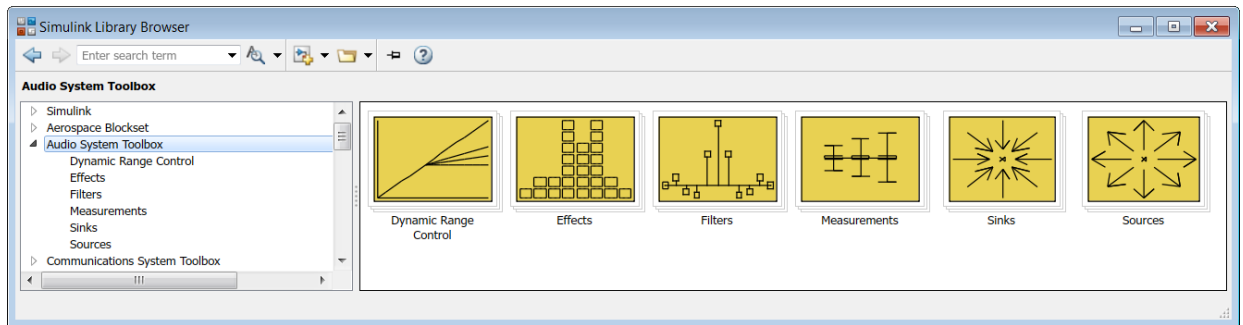 Simulink Library Browser
Enter search term
Audio System Toolbox
Simulink
Aerospace Blockset
Audio System Toolbox
Dynamic Range Control
Effects
Filters
Measurements
Sinks
Sources
Communications System Toolbox
Dynamic Range
Control
Effects
Filters
Measurements
Sinks
Sources